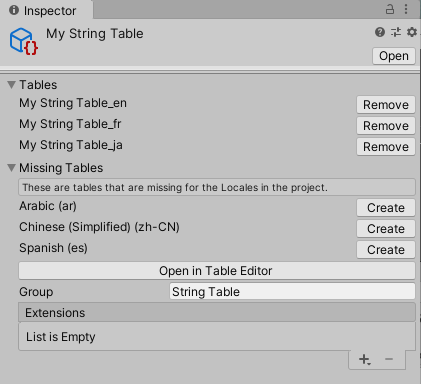 Inspector
My String Table
Open
Tables
My String Table_en Remove
My String Table_fr Remove
My String Table_ja Remove
Missing Tables
These are tables that are missing for the Locales in the project.
Arabic (ar) Create
Chinese (Simplified) (zh-CN) Create
Spanish (es) Create
Open in Table Editor
Group String Table
Extensions
List is Empty